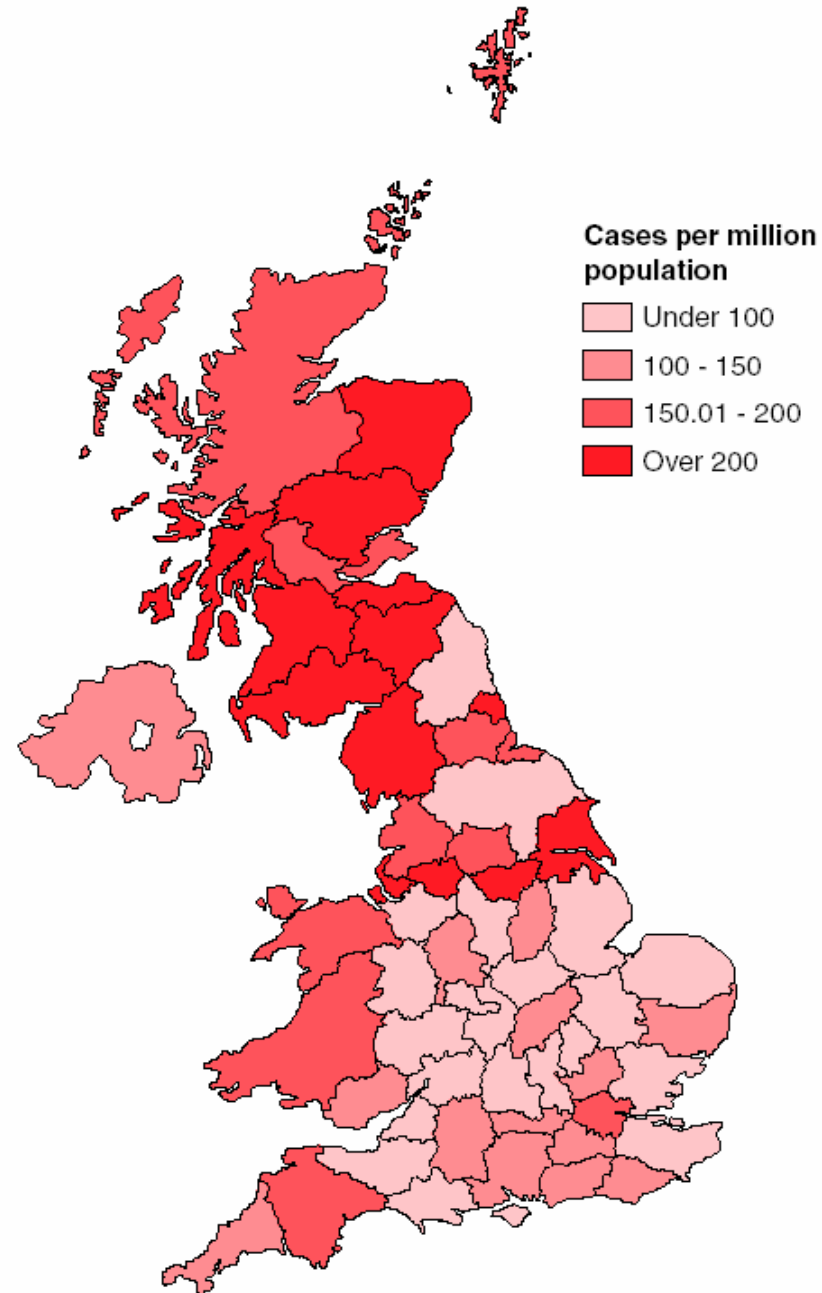 Cases per million
population
Under 100
100 - 150
150.01 - 200
Over 200